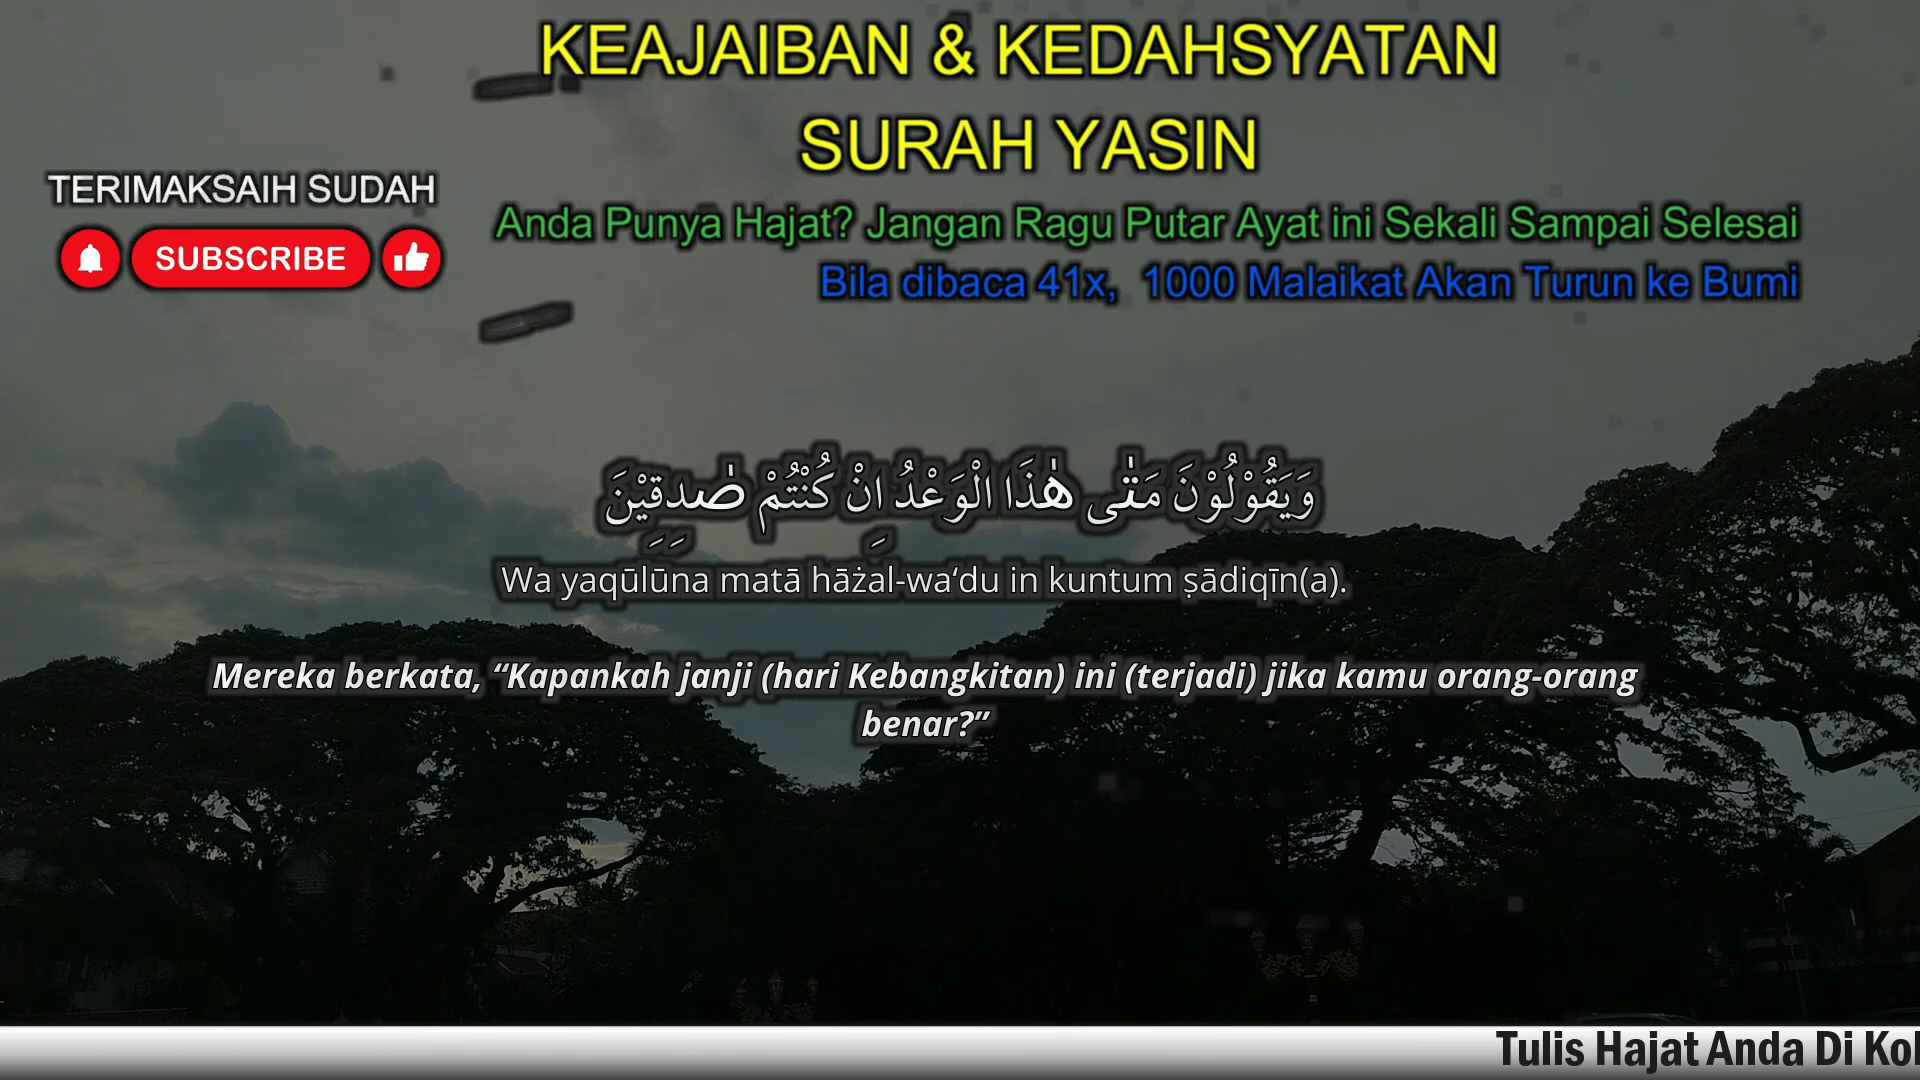 KEAJAIBAN & KEDAHSYATAN
SURAH YASIN
TERIMAKSAIH SUDAH
SUBSCRIBE
Anda Punya Hajat? Jangan Ragu Putar Ayat ini Sekali Sampai Selesai
Bila dibaca 41x, 1000 Malaikat Akan Turun ke Bumi
وَيَقُوْلُوْنَ مَتٰى هٰذَا الْوَعْدُ اِنْ كُنْتُمْ صٰدِقِيْنَ
Wa yaqūlūna matā hāżal-wa‘du in kuntum ṣādiqīn(a).
Mereka berkata, “Kapankah janji (hari Kebangkitan) ini (terjadi) jika kamu orang-orang
benar?”
Tulis Hajat Anda Di Kol